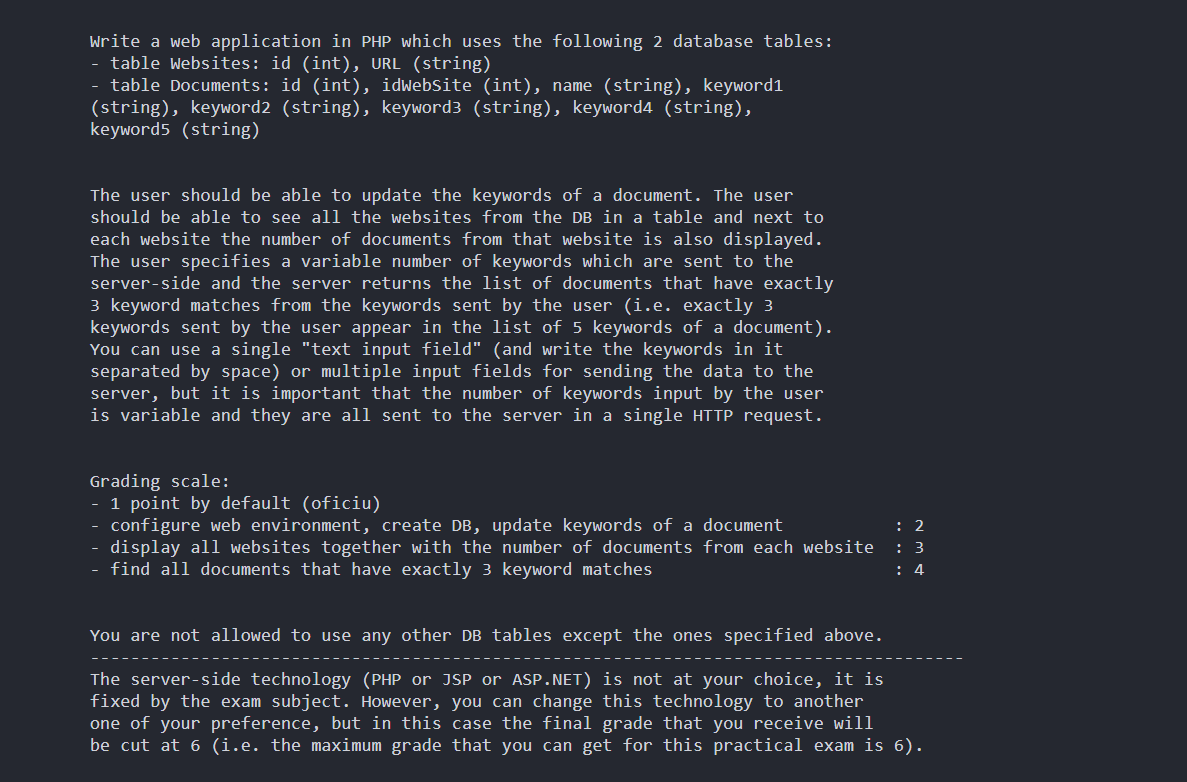 Write a web application in PHP which uses the following 2 database tables:
- table Websites: id (int), URL (string)
- table Documents: id (int), idWebSite (int), name (string), keyword1
(string), keyword2 (string), keyword3 (string), keyword4 (string),
keyword5 (string)
The user should be able to update the keywords of a document. The user
should be able to see all the websites from the DB in a table and next to
each website the number of documents from that website is also displayed.
The user specifies a variable number of keywords which are sent to the
server-side and the server returns the list of documents that have exactly
3 keyword matches from the keywords sent by the user (i.e. exactly 3
keywords sent by the user appear in the list of 5 keywords of a document).
You can use a single "text input field" (and write the keywords in it
separated by space) or multiple input fields for sending the data to the
server, but it is important that the number of keywords input by the user
is variable and they are all sent to the server in a single HTTP request.
Grading scale:
- 1 point by default (oficiu)
- configure web environment, create DB, update keywords of a document : 2
- display all websites together with the number of documents from each website : 3
- find all documents that have exactly 3 keyword matches : 4
You are not allowed to use any other DB tables except the ones specified above.
---------------------------------------------------------------------------------------
The server-side technology (PHP or JSP or ASP.NET) is not at your choice, it is
fixed by the exam subject. However, you can change this technology to another
one of your preference, but in this case the final grade that you receive will
be cut at 6 (i.e. the maximum grade that you can get for this practical exam is 6).